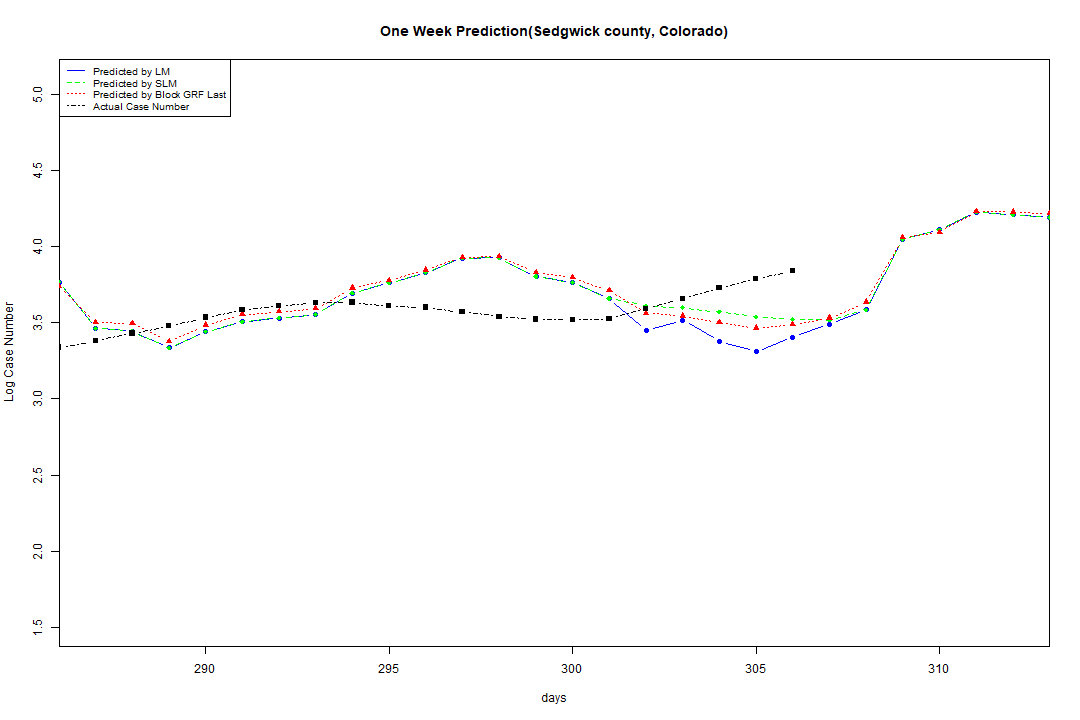 One Week Prediction(Sedgwick county, Colorado)
Predicted by LM
Predicted by SLM
Predicted by Block GRF Last
Actual Case Number
5.0
4.5
4.0
3.5
3.0
2.5
2.0
1.5
Log Case Number
290 295 300 305 310
days